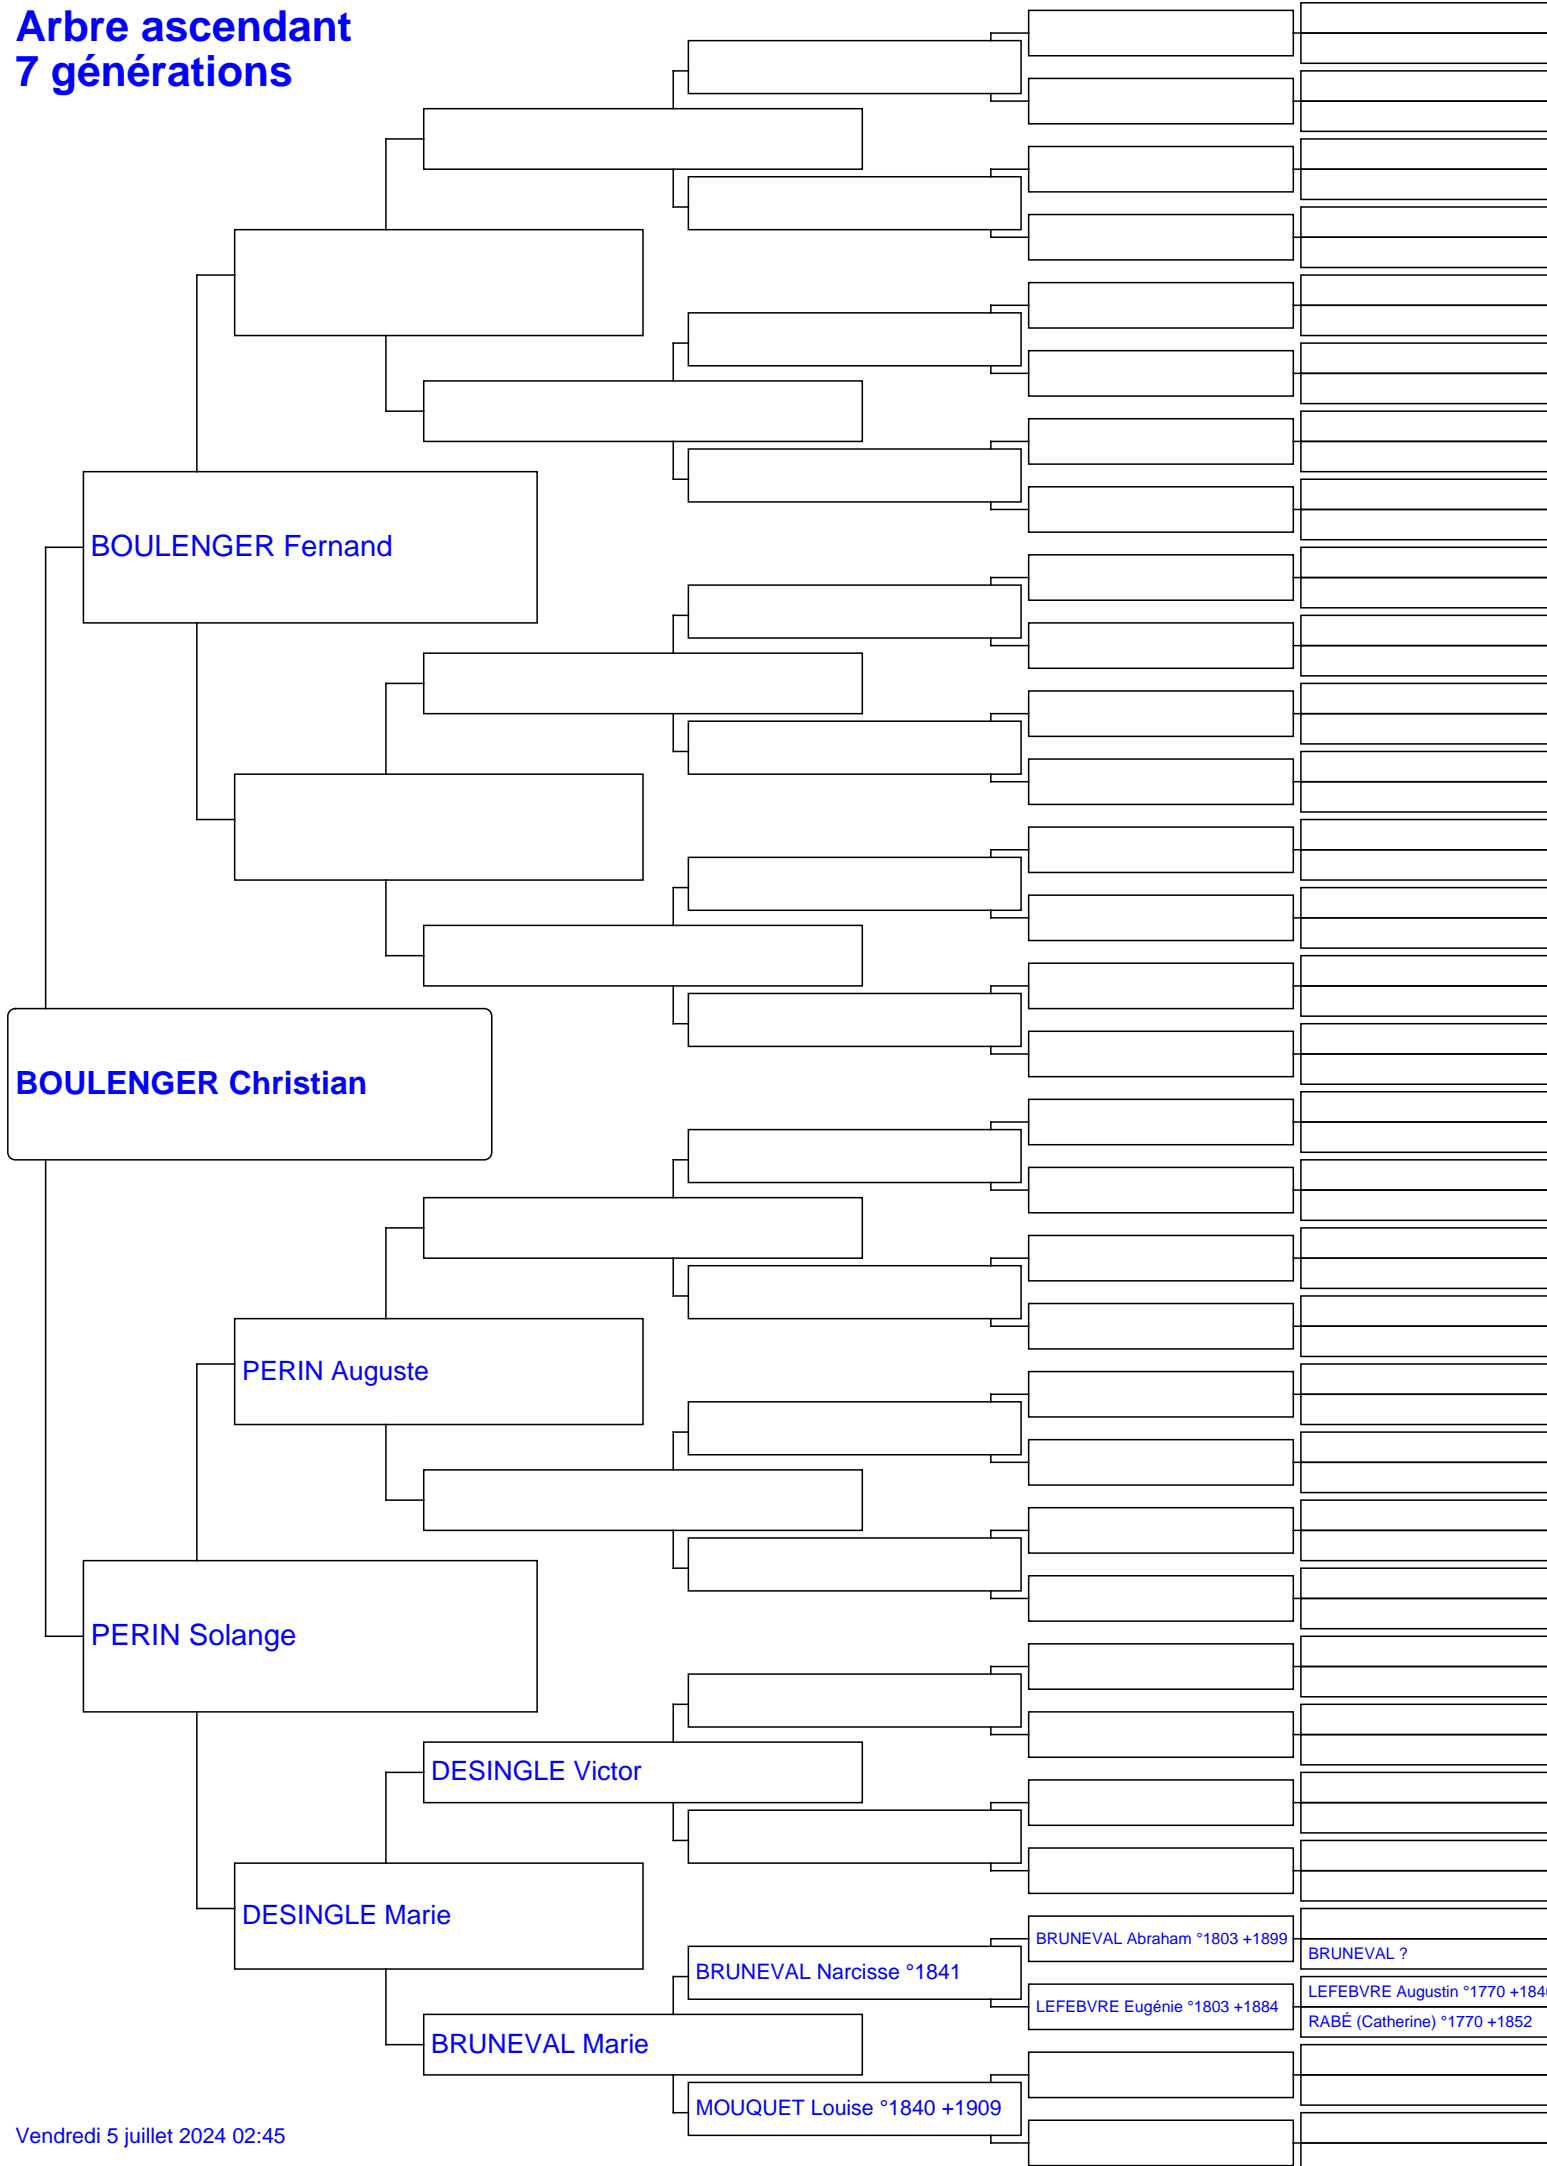 Arbre ascendant
7 générations
BOULENGER Fernand
BOULENGER Christian
PERIN Auguste
PERIN Solange
DESINGLE Victor
DESINGLE Marie
BRUNEVAL Abraham °1803 +1899
BRUNEVAL ?
BRUNEVAL Narcisse °1841
LEFEBVRE Augustin °1770 +184
LEFEBVRE Eugénie °1803 +1884
RABÉ (Catherine) °1770 +1852
BRUNEVAL Marie
MOUQUET Louise °1840 +1909
Vendredi 5 juillet 2024 02:45